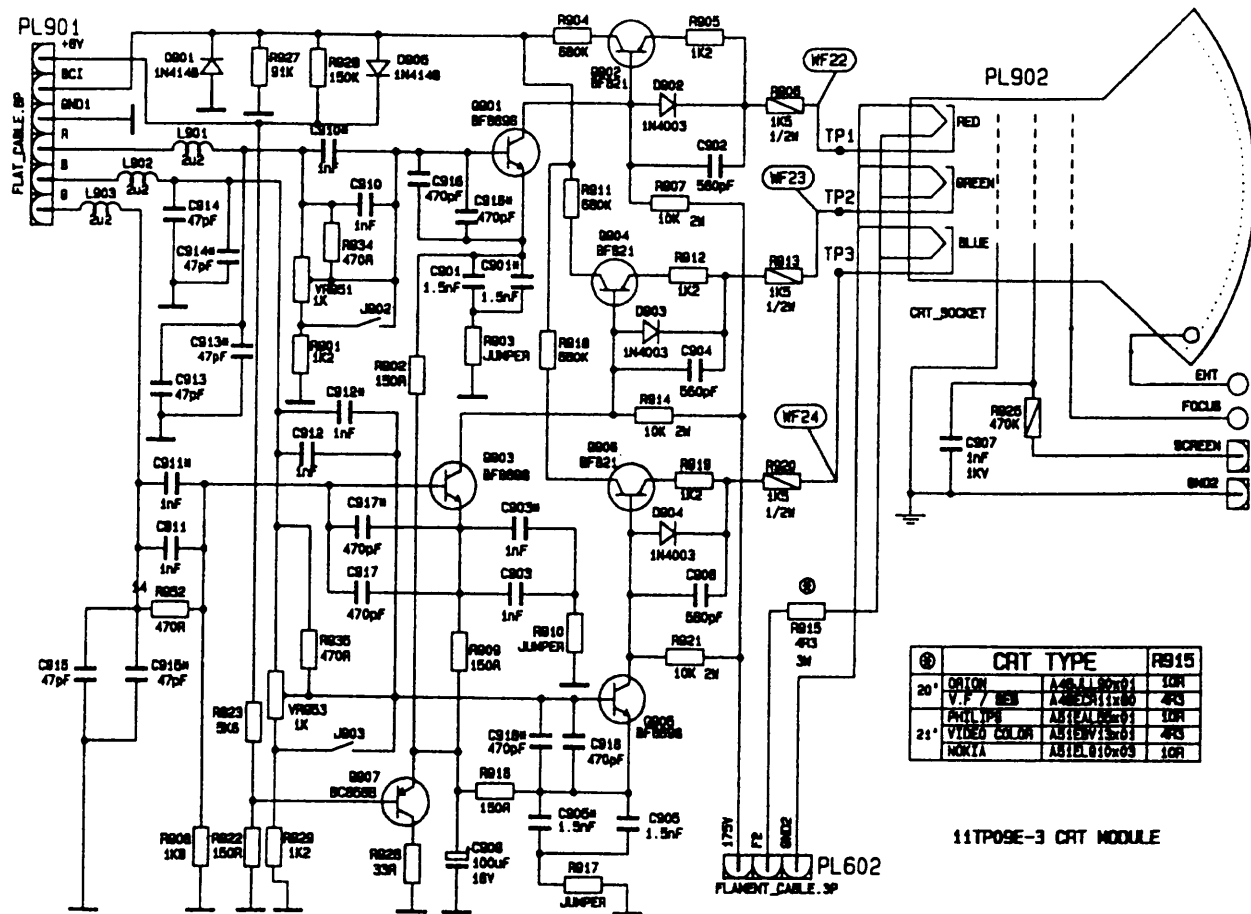 PL901
+8V
BCI
GND1
R
B
G
FLAT_CABLE.8P
L901
2u2
L902
2u2
L903
2u2
D901
1N4148
R927
91K
R928
150K
D905
1N4148
C910*
1nF
C910
1nF
R934
470R
VR951
1K
J902
R901
1K2
C914
47pF
C914*
47pF
C913*
47pF
C913
47pF
C912*
1nF
C912
1nF
C911*
1nF
C911
1nF
14
R952
470R
C915
47pF
C915*
47pF
R935
470R
VR953
1K
J903
R923
5K6
R908
R922
150R
R929
1K2
Q907
R926
33R
C908
100uF
16V
Q901
C916
470pF
C916*
470pF
C901
1.5nF
C901*
1.5nF
R903
JUMPER
R902
150R
Q903
C917*
470pF
C917
470pF
C903*
1nF
C903
1nF
R910
JUMPER
R909
150R
Q905
C918*
470pF
C918
470pF
R916
150R
C905*
1.5nF
C905
1.5nF
R917
JUMPER
R904
680K
Q902
BF821
R905
1K2
D902
1N4003
C902
560pF
R906
1K5
1/2W
R907
10K 2W
R911
680K
Q904
BF821
R912
1K2
D903
1N4003
C904
560pF
R913
1K5
1/2W
R914
10K 2W
R918
680K
Q906
BF821
R919
1K2
D904
1N4003
C906
560pF
R920
1K5
1/2W
R921
10K 2W
WF22
WF23
WF24
TP1
TP2
TP3
PL902
RED
GREEN
BLUE
CRT_SOCKET
C907
1nF
1KV
R925
470K
EHT
FOCUS
SCREEN
GND2
R915
4R3
3W
175V
F2
GND2
PL602
FLAMENT_CABLE.3P
CRT TYPE R915
20" ORION 10R
V.F / 4R3
PHILIPS 10R
21" VIDEO COLOR 4R3
NOKIA A51EL910x03 10R
11TP09E-3 CRT MODULE